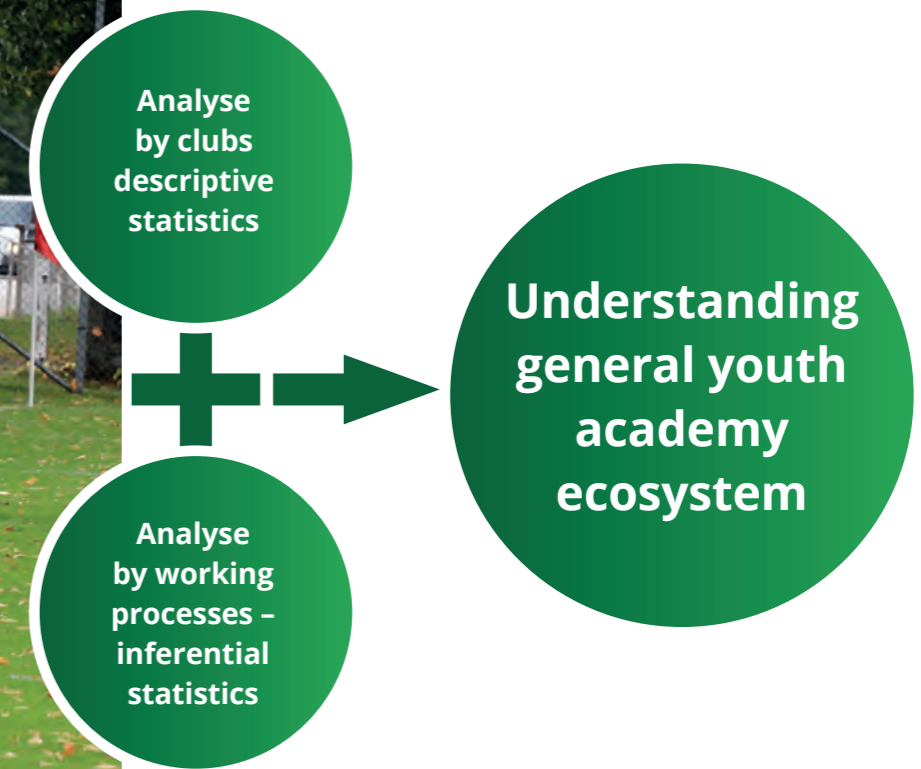 Analyse
by clubs
descriptive
statistics
Understanding
general youth
academy
ecosystem
Analyse
by working
processes –
inferential
statistics